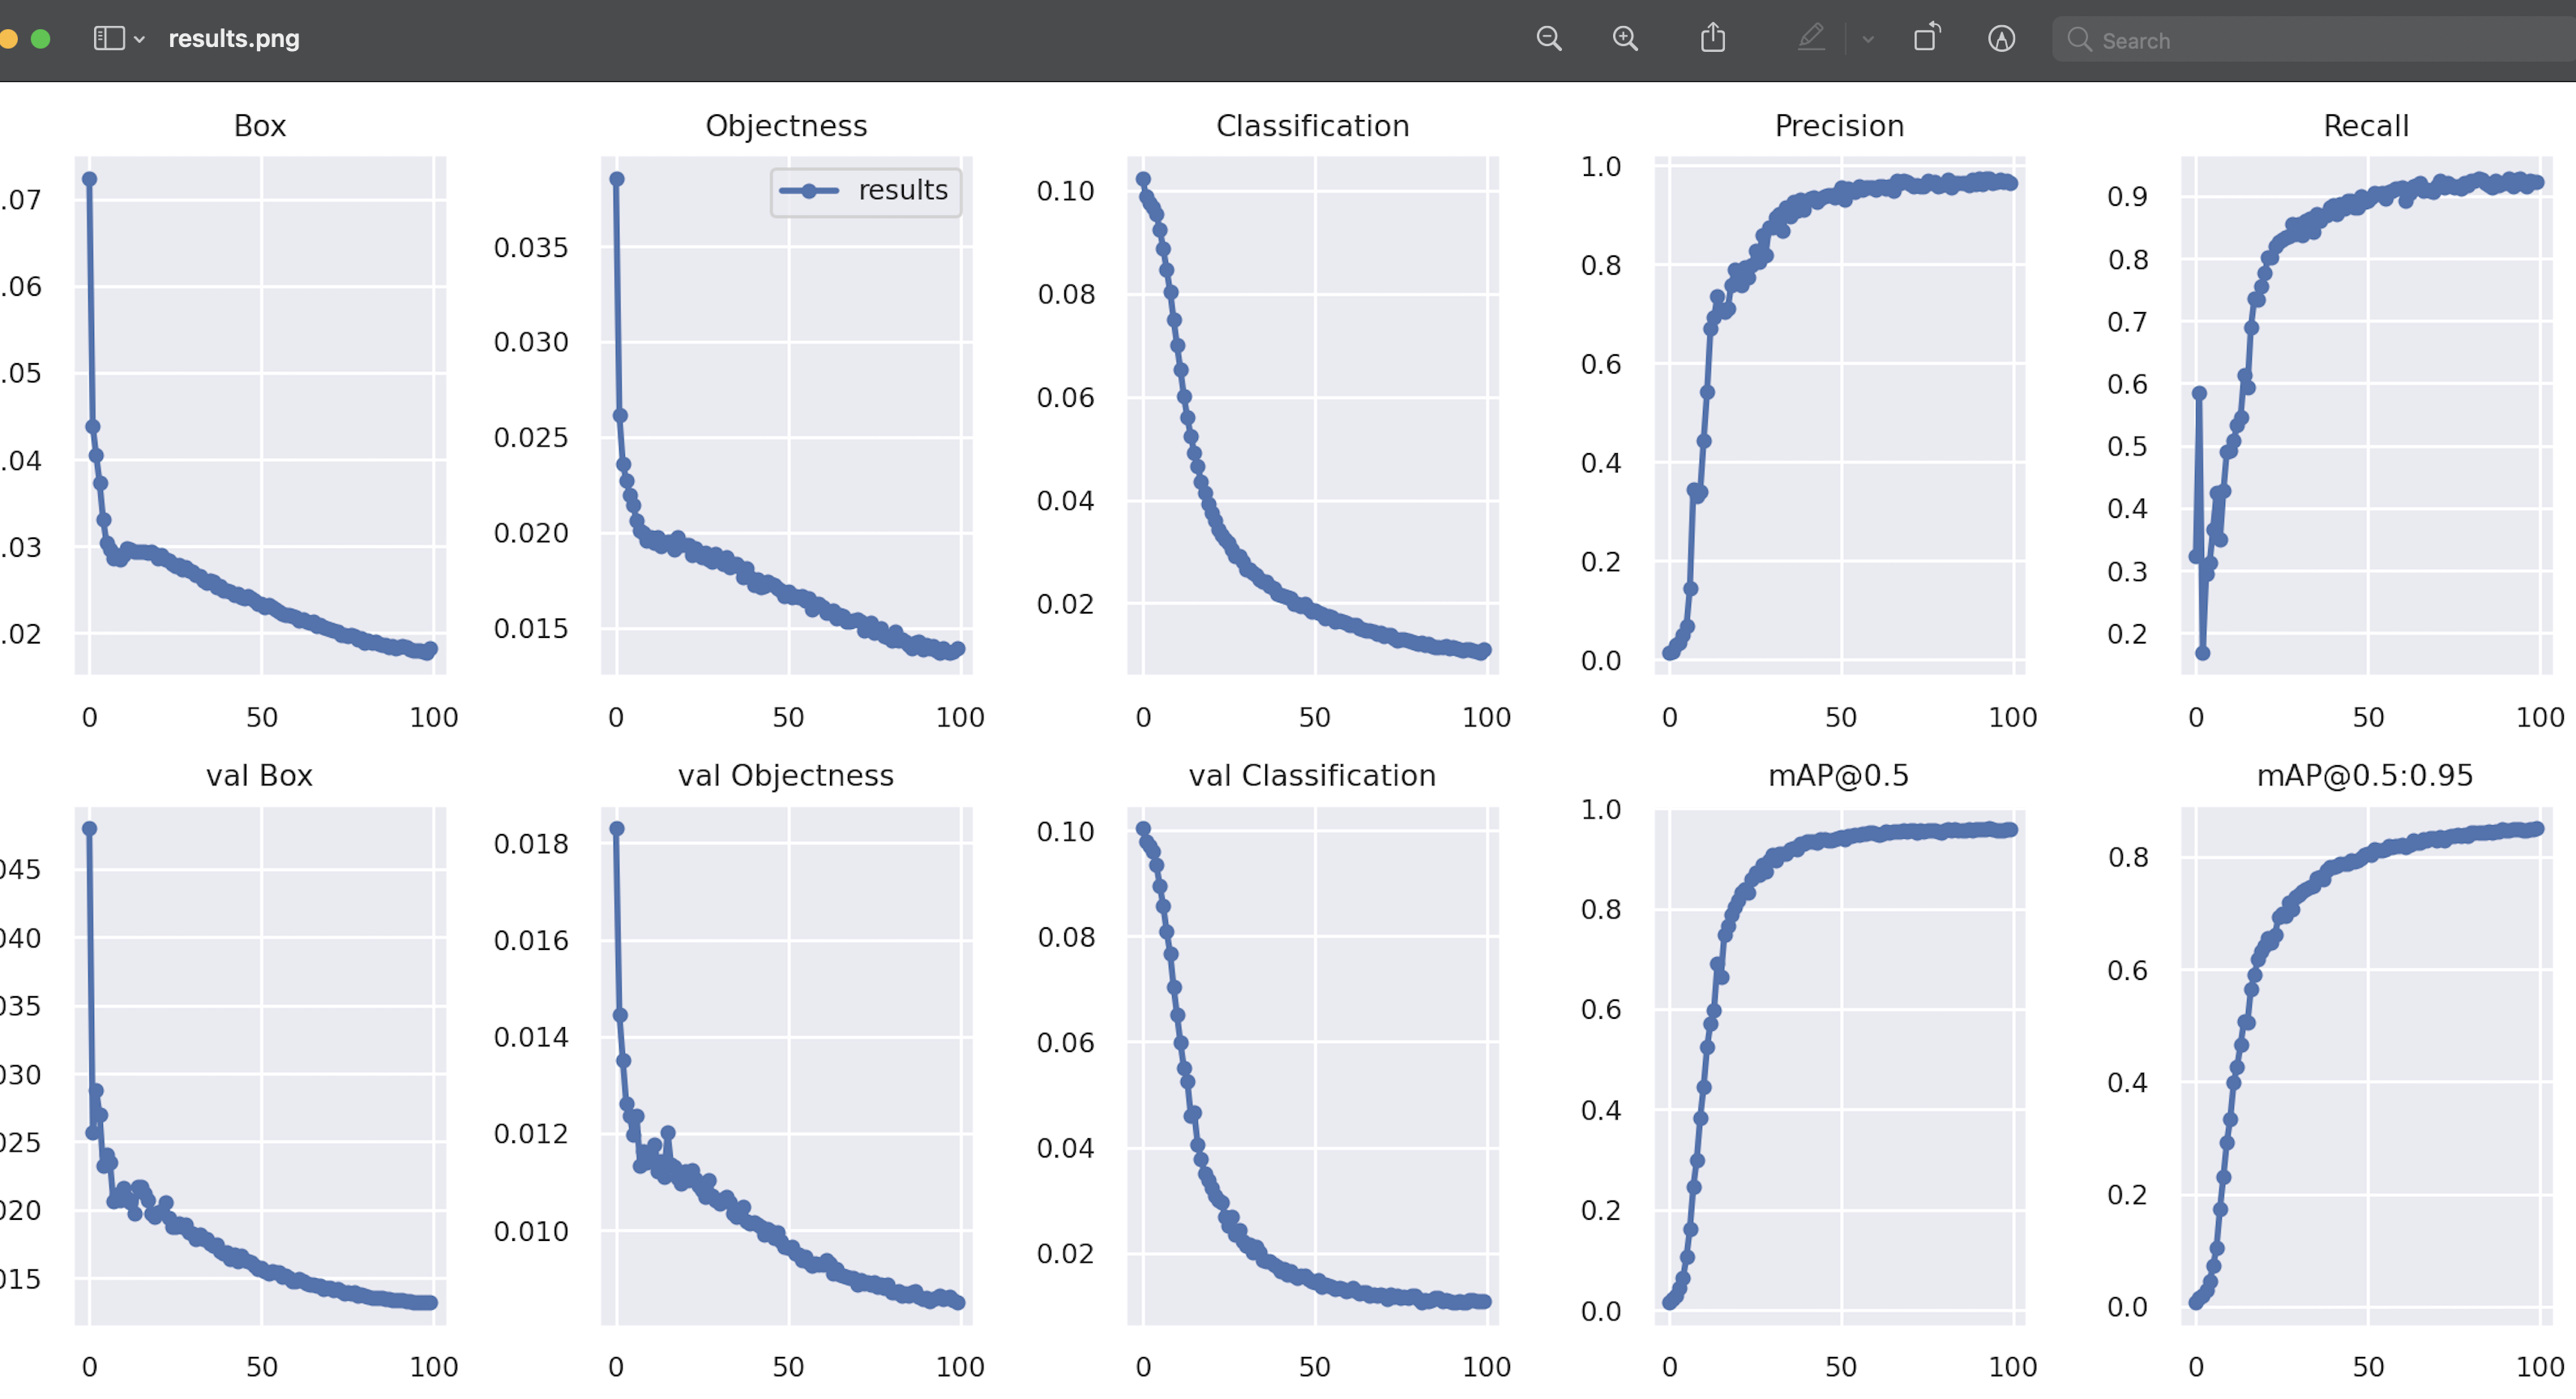 results.png
Search
Box
Objectness
Classification
Precision
Recall
.07
.06
.05
.04
.03
.02
0 50 100
results
0.035
0.030
0.025
0.020
0.015
0 50 100
0.10
0.08
0.06
0.04
0.02
0 50 100
1.0
0.8
0.6
0.4
0.2
0.0
0 50 100
0.9
0.8
0.7
0.6
0.5
0.4
0.3
0.2
0 50 100
val Box
val Objectness
val Classification
mAP@0.5
mAP@0.5:0.95
045
040
035
030
025
020
015
0 50 100
0.018
0.016
0.014
0.012
0.010
0 50 100
0.10
0.08
0.06
0.04
0.02
0 50 100
1.0
0.8
0.6
0.4
0.2
0.0
0 50 100
0.8
0.6
0.4
0.2
0.0
0 50 100